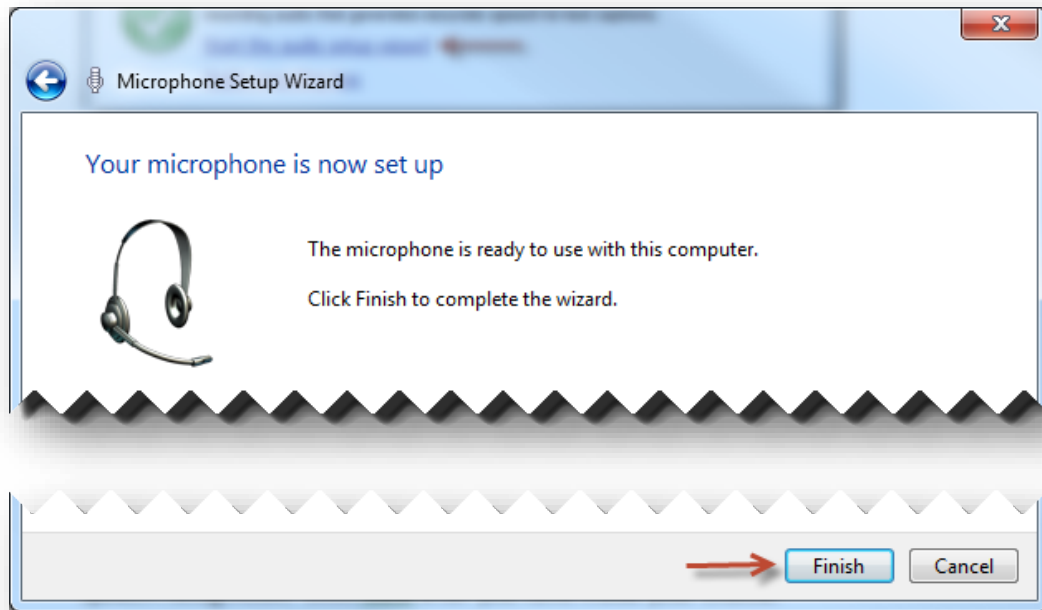 Microphone Setup Wizard
Your microphone is now set up
The microphone is ready to use with this computer.
Click Finish to complete the wizard.
Finish
Cancel